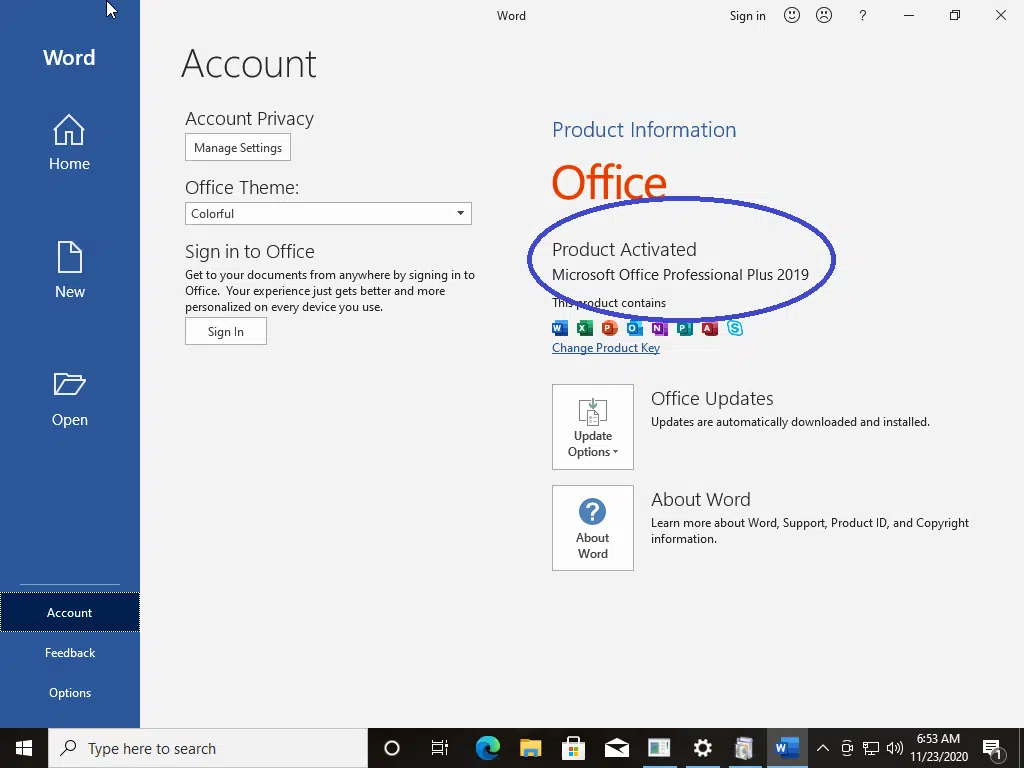 Word
Sign in
?
Word
Home
New
Open
Account
Feedback
Options
Account
Account Privacy
Manage Settings
Office Theme:
Colorful
Sign in to Office
Get to your documents from anywhere by signing in to
Office. Your experience just gets better and more
personalized on every device you use.
Sign In
Product Information
Office
Product Activated
Microsoft Office Professional Plus 2019
This product contains
W X P O N P A S
Change Product Key
Update
Options
Office Updates
Updates are automatically downloaded and installed.
?
About
Word
About Word
Learn more about Word, Support, Product ID, and Copyright
information.
Type here to search
W
6:53 AM
11/23/2020
1